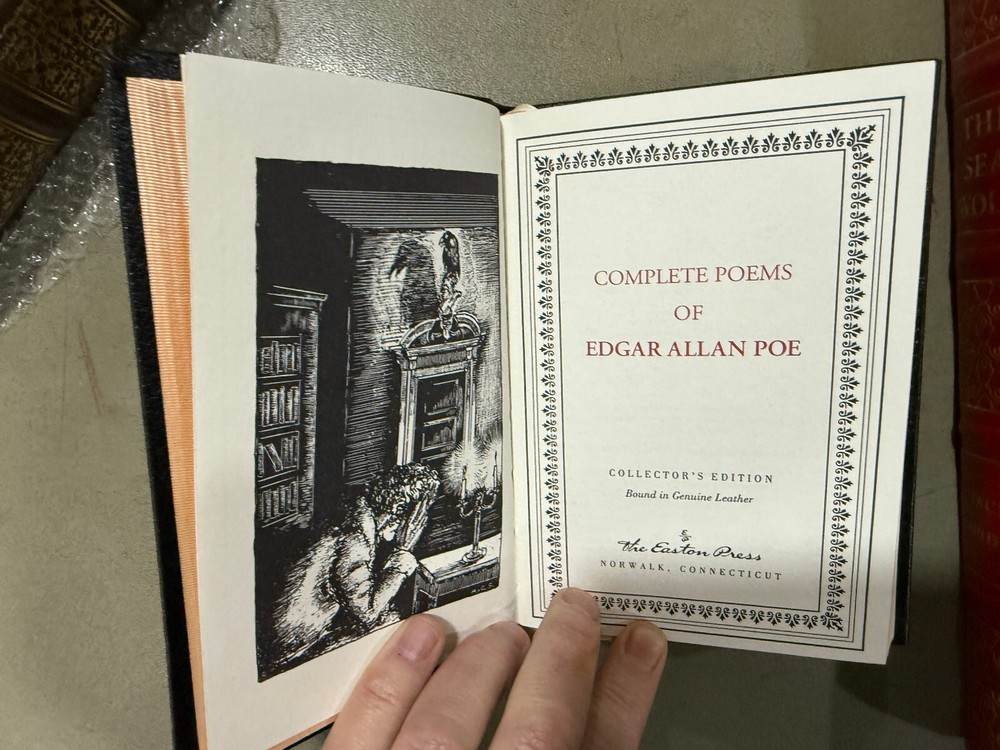 COMPLETE POEMS
OF
EDGAR ALLAN POE
COLLECTOR'S EDITION
Bound in Genuine Leather
the Easton Press
NORWALK, CONNECTICUT